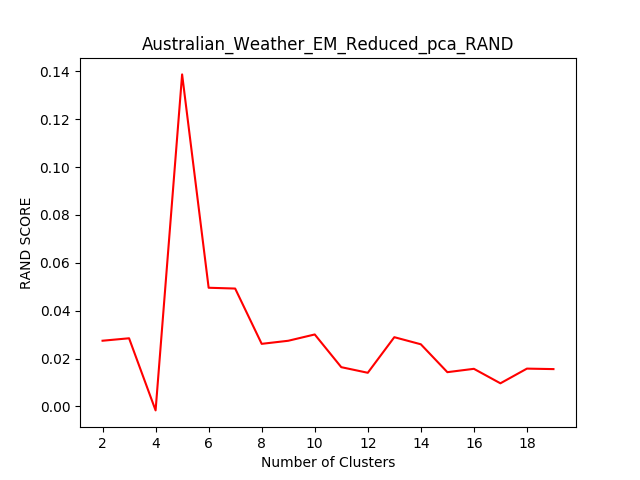 Australian_Weather_EM_Reduced_pca_RAND
0.14
0.12
0.10
0.08
0.06
0.04
0.02
0.00
RAND SCORE
2 4 6 8 10 12 14 16 18
Number of Clusters